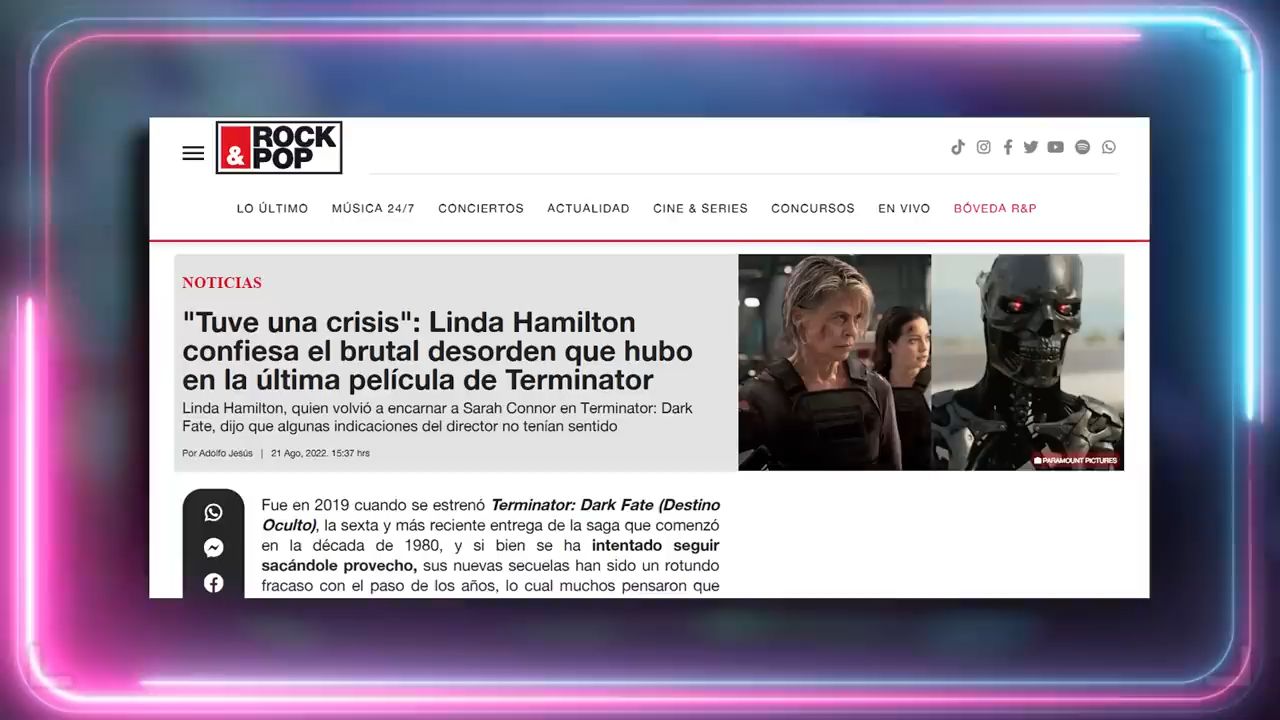 ROCK
&POP
LO ÚLTIMO MÚSICA 24/7 CONCIERTOS ACTUALIDAD CINE & SERIES CONCURSOS EN VIVO BÓVEDA R&P
NOTICIAS
"Tuve una crisis": Linda Hamilton
confiesa el brutal desorden que hubo
en la última película de Terminator
Linda Hamilton, quien volvió a encarnar a Sarah Connor en Terminator: Dark
Fate, dijo que algunas indicaciones del director no tenían sentido
Por Adolfo Jesús | 21 Ago, 2022. 15:37 hrs
PARAMOUNT PICTURES
Fue en 2019 cuando se estrenó Terminator: Dark Fate (Destino
Oculto), la sexta y más reciente entrega de la saga que comenzó
en la década de 1980, y si bien se ha intentado seguir
sacándole provecho, sus nuevas secuelas han sido un rotundo
fracaso con el paso de los años, lo cual muchos pensaron que